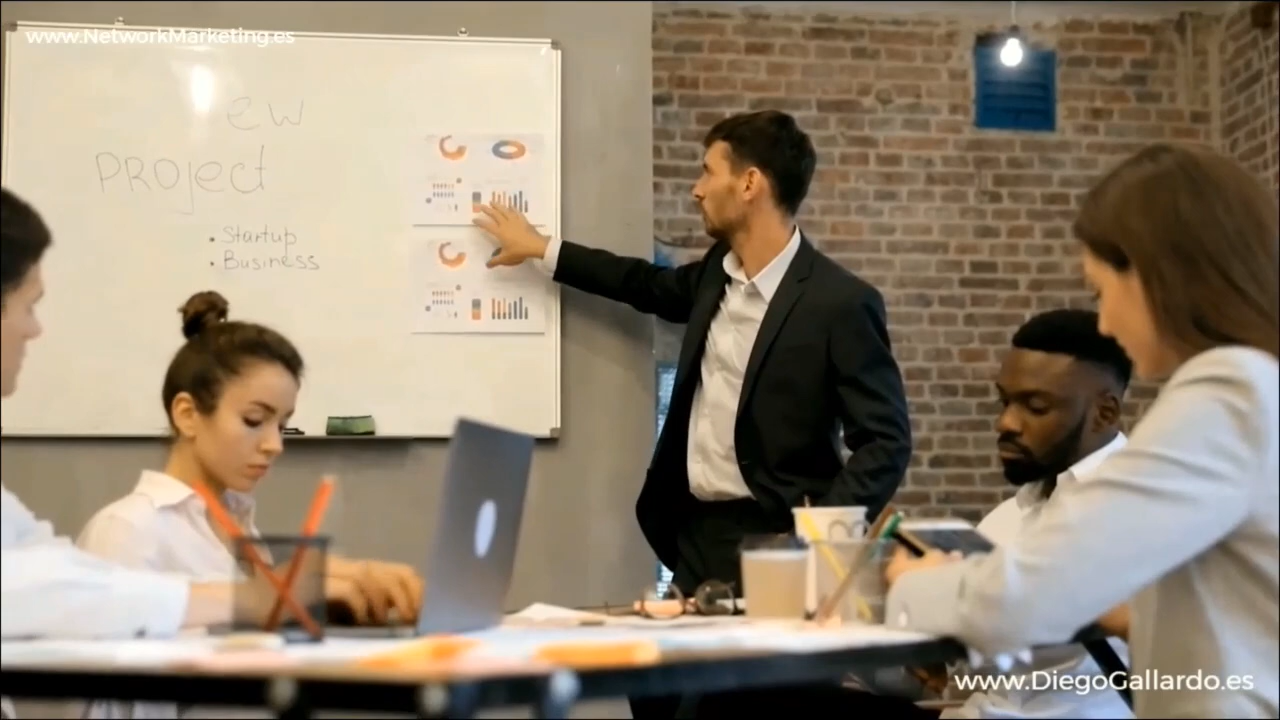 www.NetworkMarketing.es
ew
PROject
• Startup
• Business
www.DiegoGallardo.es